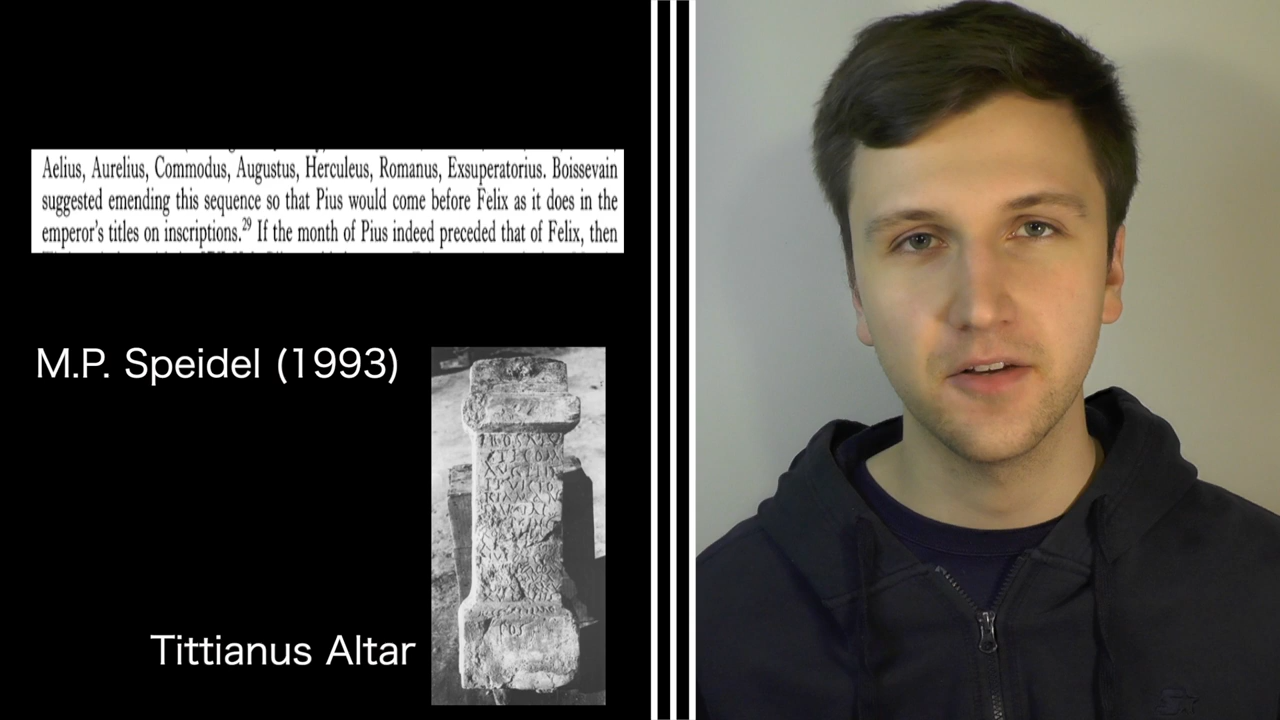 Aelius, Aurelius, Commodus, Augustus, Herculeus, Romanus, Exsuperatorius. Boissevain
suggested emending this sequence so that Pius would come before Felix as it does in the
emperor's titles on inscriptions.²⁹ If the month of Pius indeed preceded that of Felix, then
M.P. Speidel (1993)
Tittianus Altar